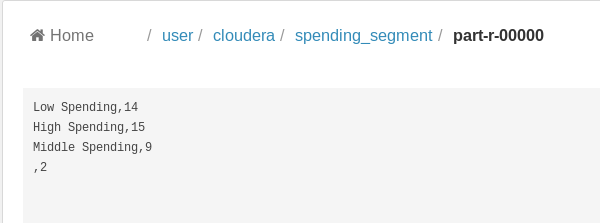 Home / user / cloudera / spending_segment / part-r-00000
Low Spending,14
High Spending,15
Middle Spending,9
,2